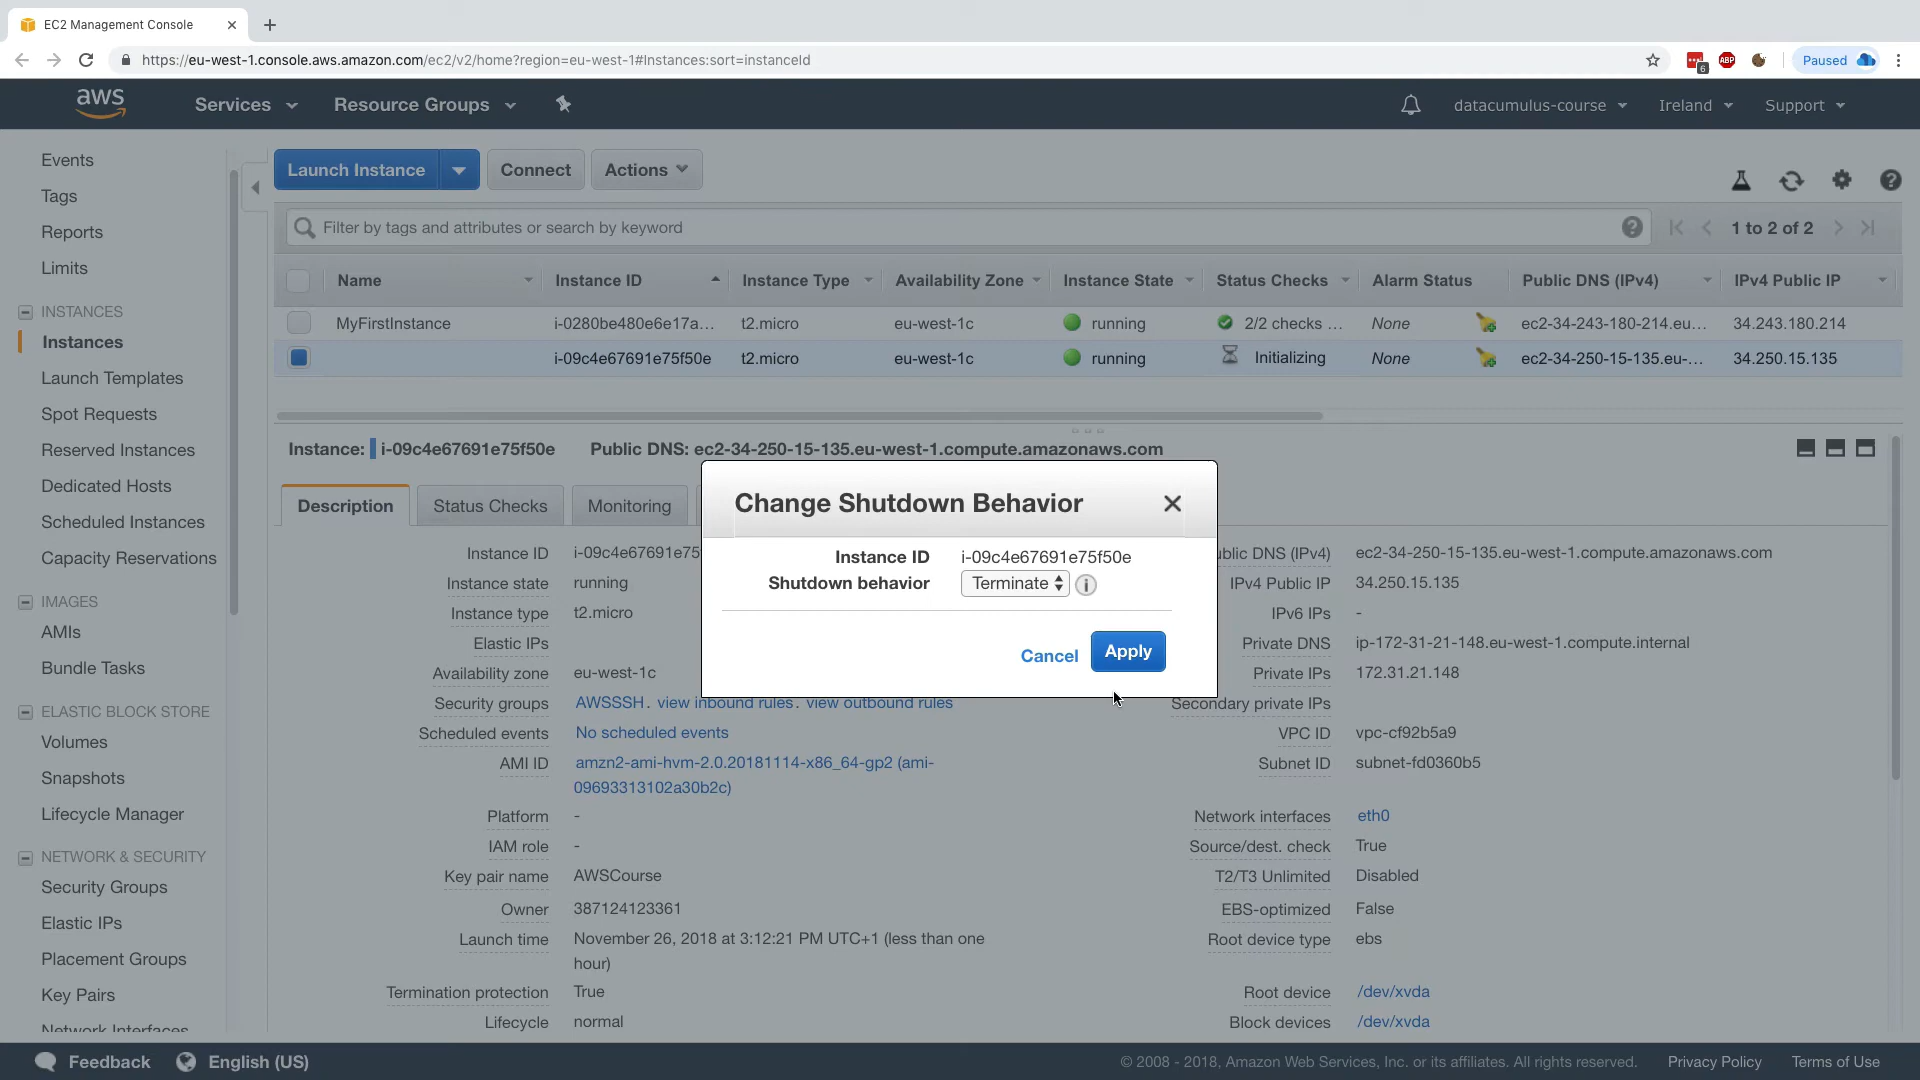 EC2 Management Console
https://eu-west-1.console.aws.amazon.com/ec2/v2/home?region=eu-west-1#Instances:sort=instanceId
6
ABP
Paused
aws
Services
Resource Groups
datacumulus-course
Ireland
Support
Events
Tags
Reports
Limits
INSTANCES
Instances
Launch Templates
Spot Requests
Reserved Instances
Dedicated Hosts
Scheduled Instances
Capacity Reservations
IMAGES
AMIs
Bundle Tasks
ELASTIC BLOCK STORE
Volumes
Snapshots
Lifecycle Manager
NETWORK & SECURITY
Security Groups
Elastic IPs
Placement Groups
Key Pairs
Network Interfaces
Launch Instance
Connect
Actions
Filter by tags and attributes or search by keyword
1 to 2 of 2
Name Instance ID Instance Type Availability Zone Instance State Status Checks Alarm Status Public DNS (IPv4) IPv4 Public IP
MyFirstInstance i-0280be480e6e17a... t2.micro eu-west-1c running 2/2 checks ... None ec2-34-243-180-214.eu... 34.243.180.214
i-09c4e67691e75f50e t2.micro eu-west-1c running Initializing None ec2-34-250-15-135.eu-... 34.250.15.135
Instance: i-09c4e67691e75f50e Public DNS: ec2-34-250-15-135.eu-west-1.compute.amazonaws.com
Description
Status Checks
Monitoring
Change Shutdown Behavior
Instance ID i-09c4e67691e75f50e
Shutdown behavior Terminate
Cancel
Apply
Instance ID i-09c4e67691e75
Instance state running
Instance type t2.micro
Elastic IPs
Availability zone eu-west-1c
Security groups AWSSSH. view inbound rules. view outbound rules
Scheduled events No scheduled events
AMI ID amzn2-ami-hvm-2.0.20181114-x86_64-gp2 (ami-
09693313102a30b2c)
Platform -
IAM role -
Key pair name AWSCourse
Owner 387124123361
Launch time November 26, 2018 at 3:12:21 PM UTC+1 (less than one
hour)
Termination protection True
Lifecycle normal
ublic DNS (IPv4) ec2-34-250-15-135.eu-west-1.compute.amazonaws.com
IPv4 Public IP 34.250.15.135
IPv6 IPs -
Private DNS ip-172-31-21-148.eu-west-1.compute.internal
Private IPs 172.31.21.148
Secondary private IPs
VPC ID vpc-cf92b5a9
Subnet ID subnet-fd0360b5
Network interfaces eth0
Source/dest. check True
T2/T3 Unlimited Disabled
EBS-optimized False
Root device type ebs
Root device /dev/xvda
Block devices /dev/xvda
Feedback
English (US)
© 2008 - 2018, Amazon Web Services, Inc. or its affiliates. All rights reserved.
Privacy Policy
Terms of Use